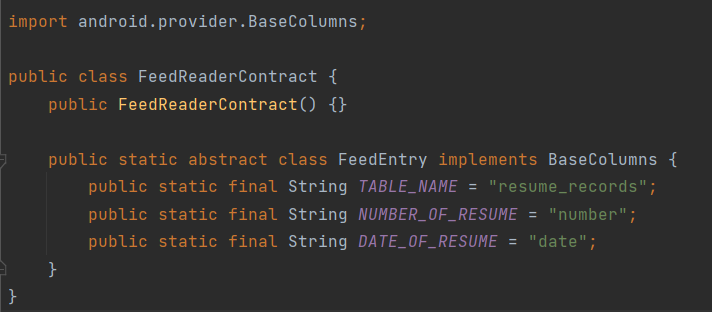 import android.provider.BaseColumns;
public class FeedReaderContract {
public FeedReaderContract() {}
public static abstract class FeedEntry implements BaseColumns {
public static final String TABLE_NAME = "resume_records";
public static final String NUMBER_OF_RESUME = "number";
public static final String DATE_OF_RESUME = "date";
}
}